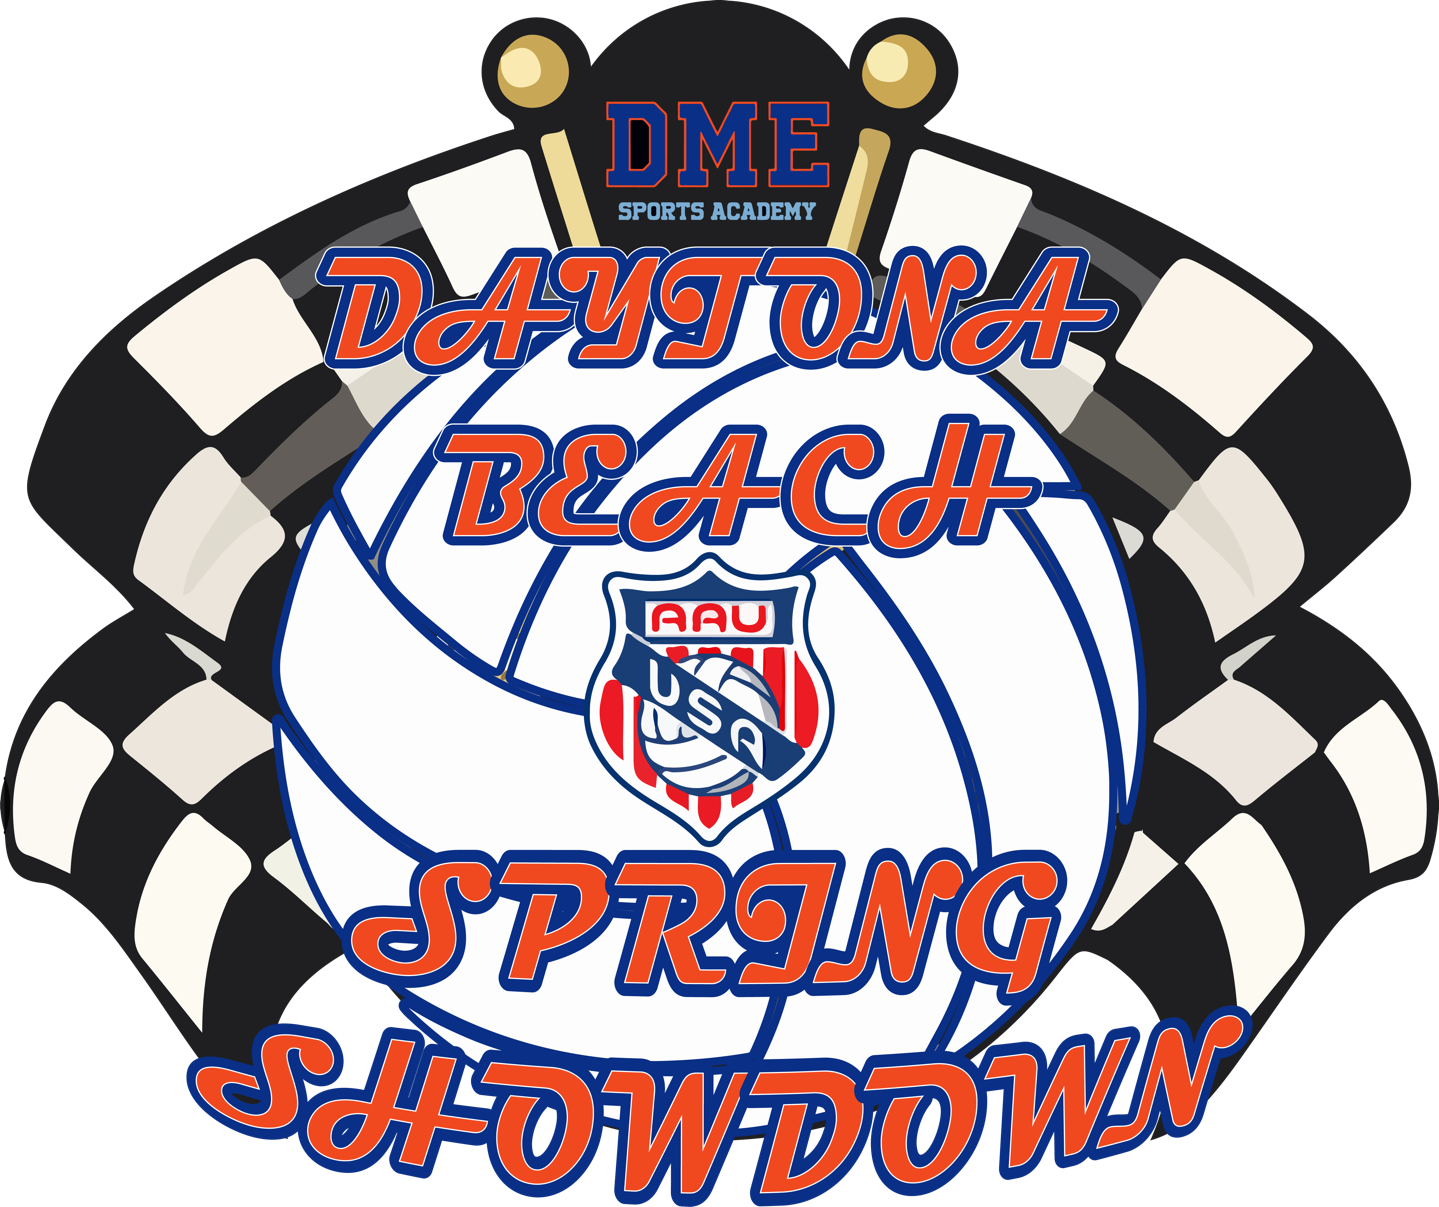 DME
SPORTS ACADEMY
DAYTONA
BEACH
AAU
USA
SPRING
SHOWDOWN